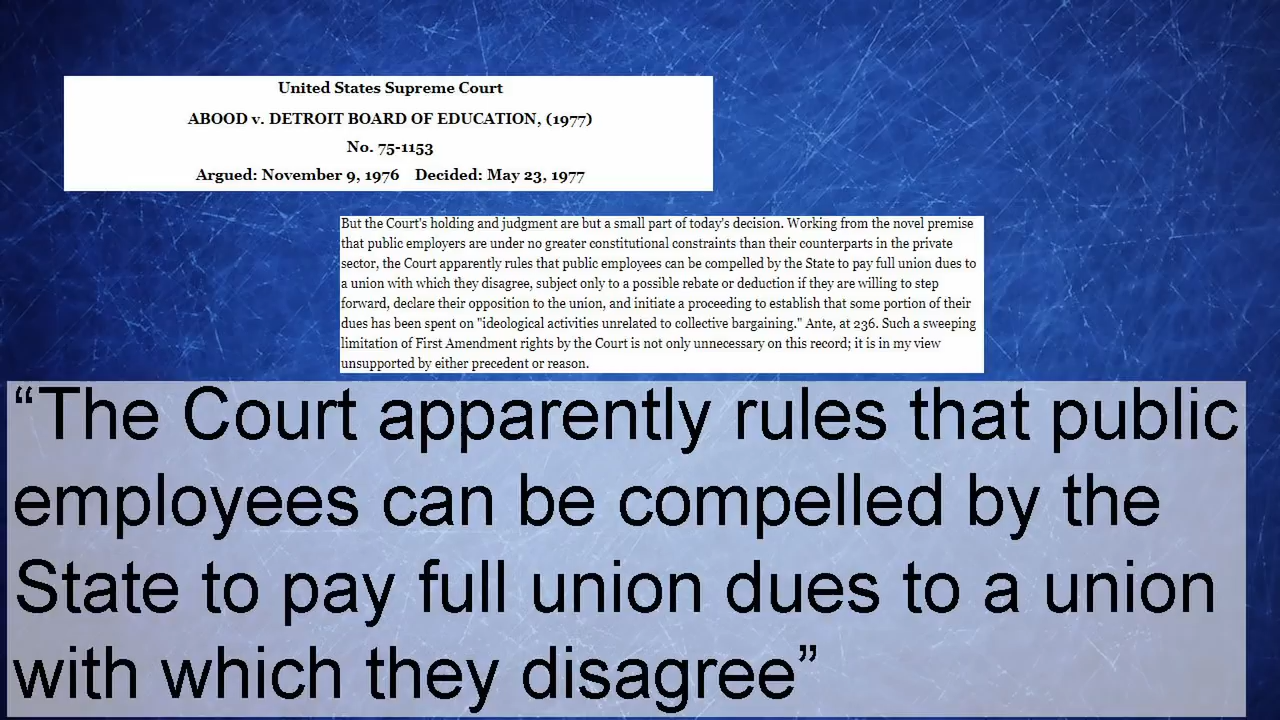 United States Supreme Court
ABOOD v. DETROIT BOARD OF EDUCATION, (1977)
No. 75-1153
Argued: November 9, 1976 Decided: May 23, 1977
But the Court's holding and judgment are but a small part of today's decision. Working from the novel premise
that public employers are under no greater constitutional constraints than their counterparts in the private
sector, the Court apparently rules that public employees can be compelled by the State to pay full union dues to
a union with which they disagree, subject only to a possible rebate or deduction if they are willing to step
forward, declare their opposition to the union, and initiate a proceeding to establish that some portion of their
dues has been spent on "ideological activities unrelated to collective bargaining." Ante, at 236. Such a sweeping
limitation of First Amendment rights by the Court is not only unnecessary on this record; it is in my view
unsupported by either precedent or reason.
“The Court apparently rules that public
employees can be compelled by the
State to pay full union dues to a union
with which they disagree”